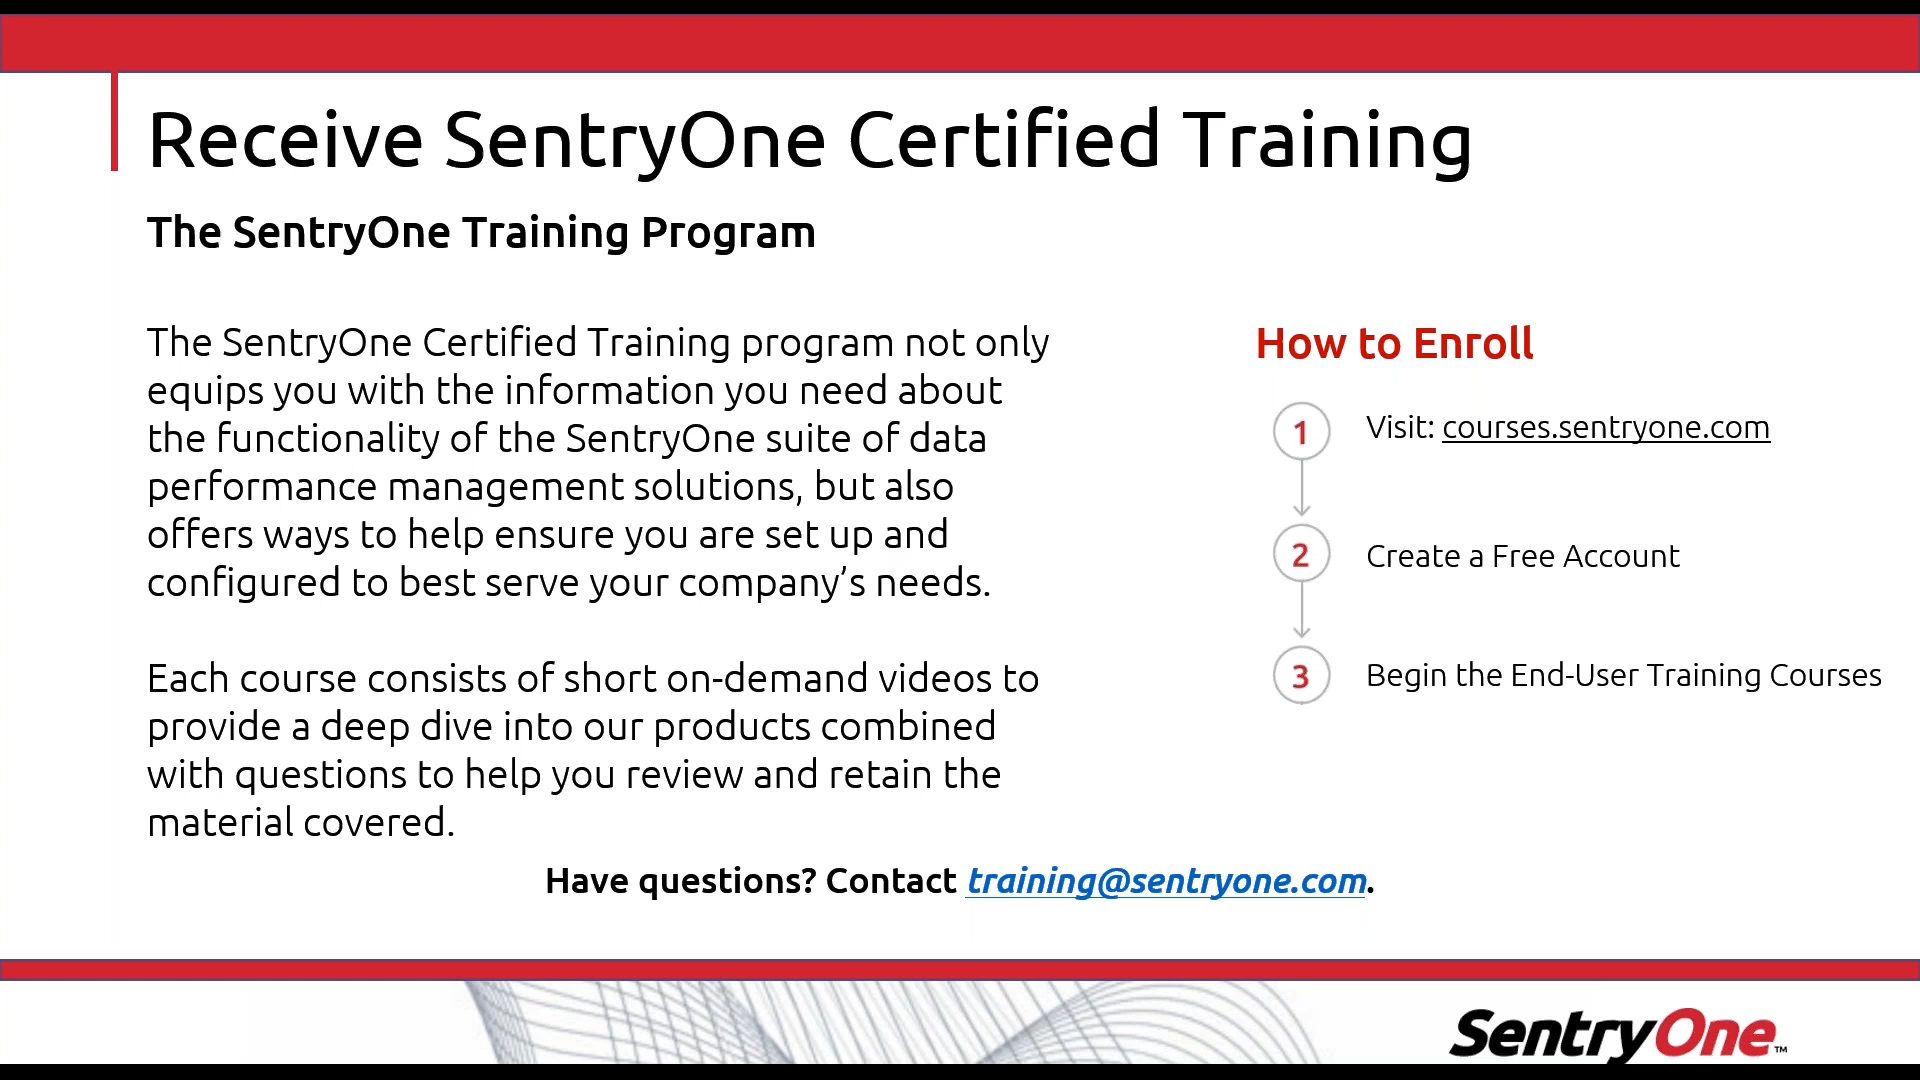 Receive SentryOne Certified Training
The SentryOne Training Program
The SentryOne Certified Training program not only
equips you with the information you need about
the functionality of the SentryOne suite of data
performance management solutions, but also
offers ways to help ensure you are set up and
configured to best serve your company’s needs.
Each course consists of short on-demand videos to
provide a deep dive into our products combined
with questions to help you review and retain the
material covered.
How to Enroll
1 Visit: courses.sentryone.com
2 Create a Free Account
3 Begin the End-User Training Courses
Have questions? Contact training@sentryone.com.
SentryOne™